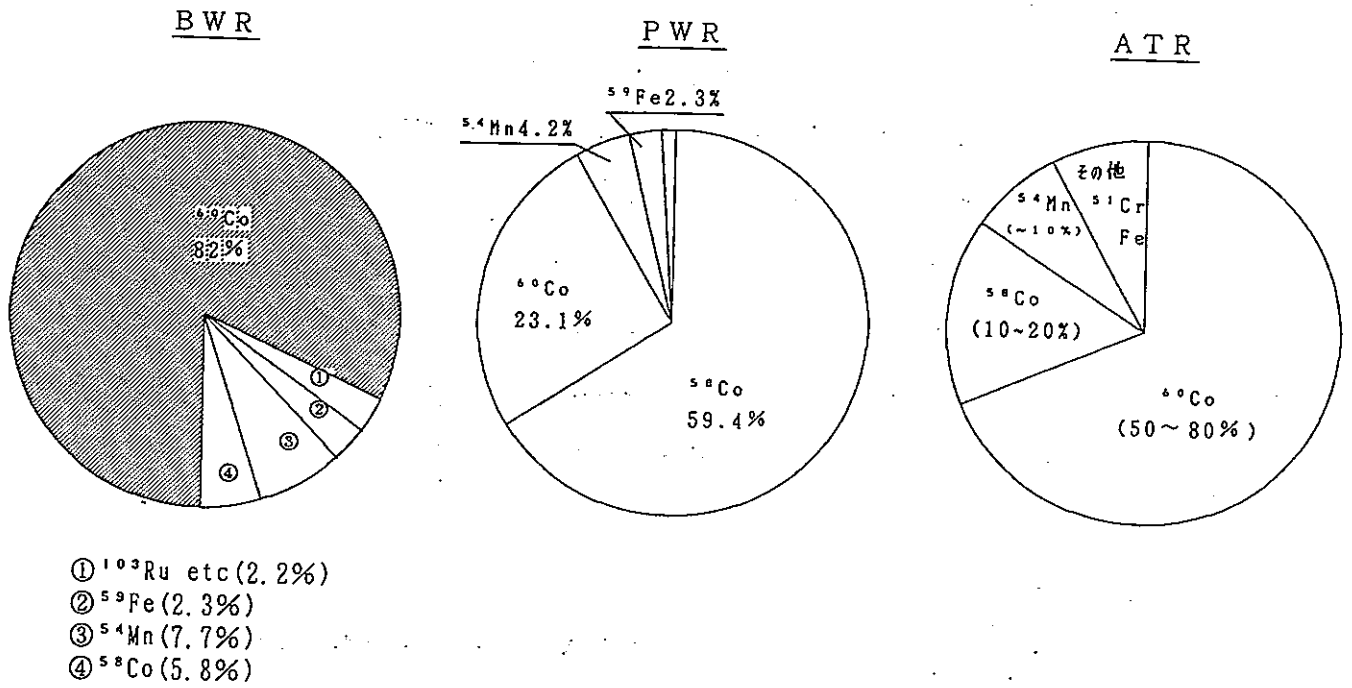 BWR
⁶⁰Co
82%
①
②
③
④
①¹⁰³Ru etc(2.2%)
②⁵⁹Fe(2.3%)
③⁵⁴Mn(7.7%)
④⁵⁸Co(5.8%)
PWR
⁵⁹Fe2.3%
⁵⁴Mn4.2%
⁶⁰Co
23.1%
⁵⁸Co
59.4%
ATR
その他
⁵¹Cr
Fe
⁵⁴Mn
(~10%)
⁵⁸Co
(10~20%)
⁶⁰Co
(50～80%)